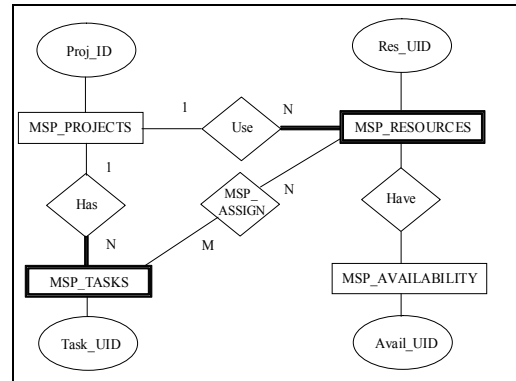 Proj_ID
Res_UID
1
N
MSP_PROJECTS
Use
MSP_RESOURCES
1
Has
MSP_
ASSIGN
N
Have
N
M
MSP_TASKS
MSP_AVAILABILITY
Task_UID
Avail_UID